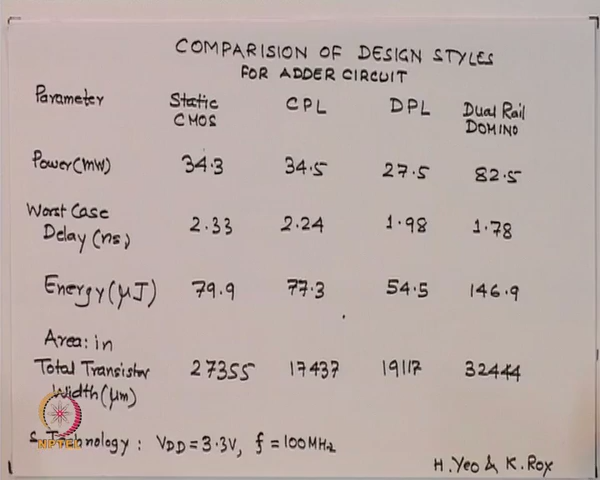 COMPARISION OF DESIGN STYLES
FOR ADDER CIRCUIT
Parameter Static CPL DPL Dual Rail
CMOS DOMINO
Power(mW) 34.3 34.5 27.5 82.5
Worst Case
Delay(ns) 2.33 2.24 1.98 1.78
Energy(μJ) 79.9 77.3 54.5 146.9
Area: in
Total Transistor 27355 17437 19117 32444
Width(μm)
Technology: VDD = 3.3V, f = 100MHz
H. Yeo & K. Roy
NPTEL